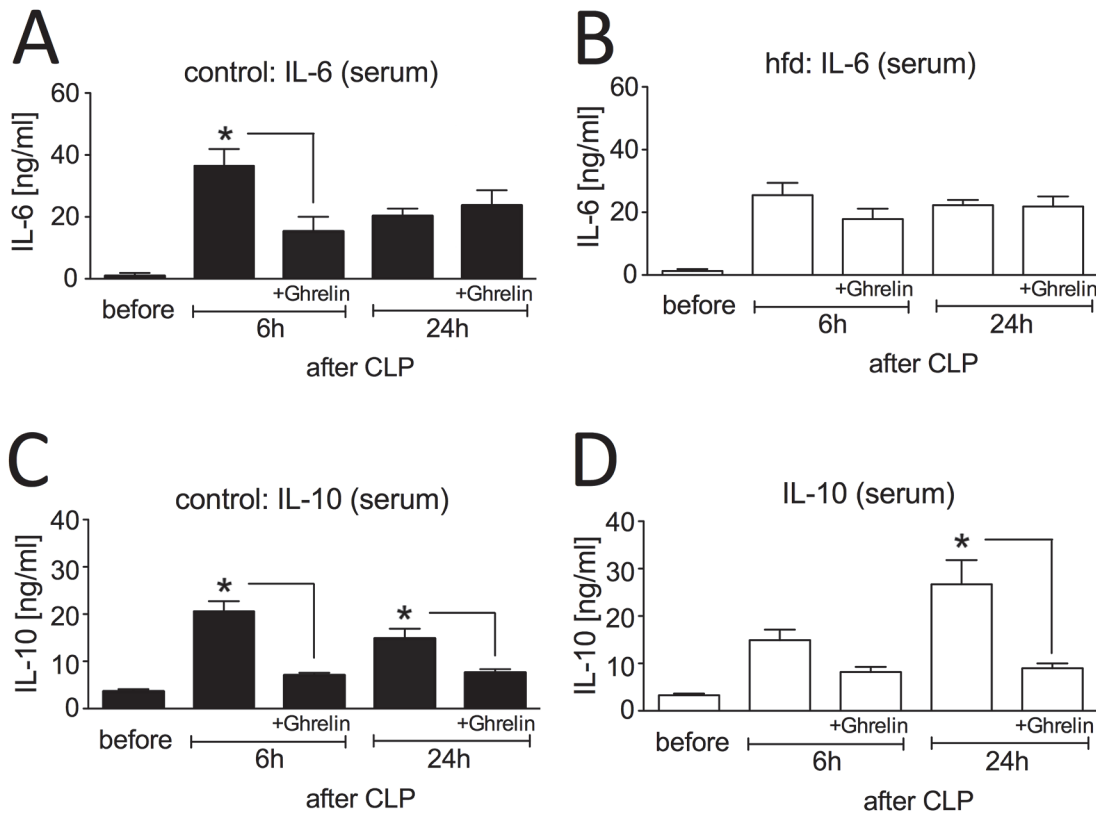 A
control: IL-6 (serum)
IL-6 [ng/ml]
60
40
20
0
*
before
+Ghrelin
+Ghrelin
6h
24h
after CLP
B
hfd: IL-6 (serum)
IL-6 [ng/ml]
60
40
20
0
before
+Ghrelin
+Ghrelin
6h
24h
after CLP
C
control: IL-10 (serum)
IL-10 [ng/ml]
40
30
20
10
0
*
*
before
+Ghrelin
+Ghrelin
6h
24h
after CLP
D
IL-10 (serum)
IL-10 [ng/ml]
40
30
20
10
0
*
before
+Ghrelin
+Ghrelin
6h
24h
after CLP